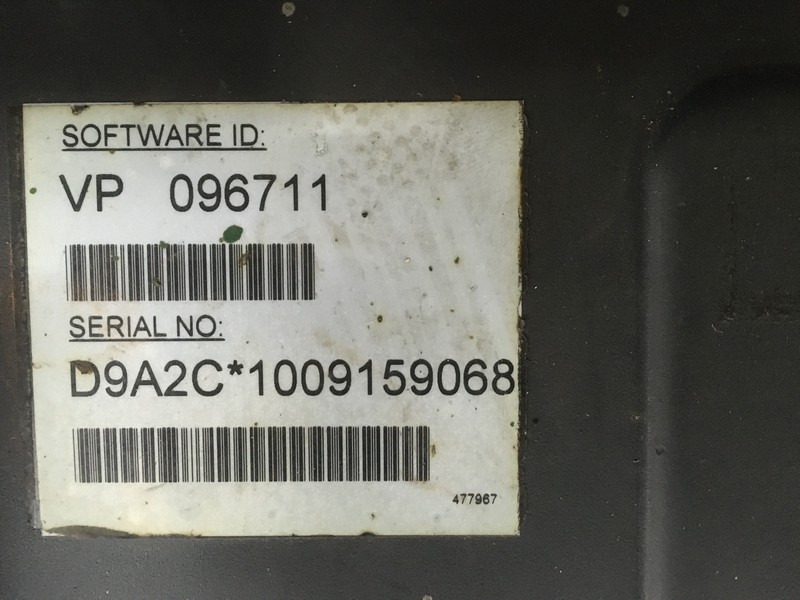 SOFTWARE ID:
VP 096711
SERIAL NO:
D9A2C*1009159068
477967